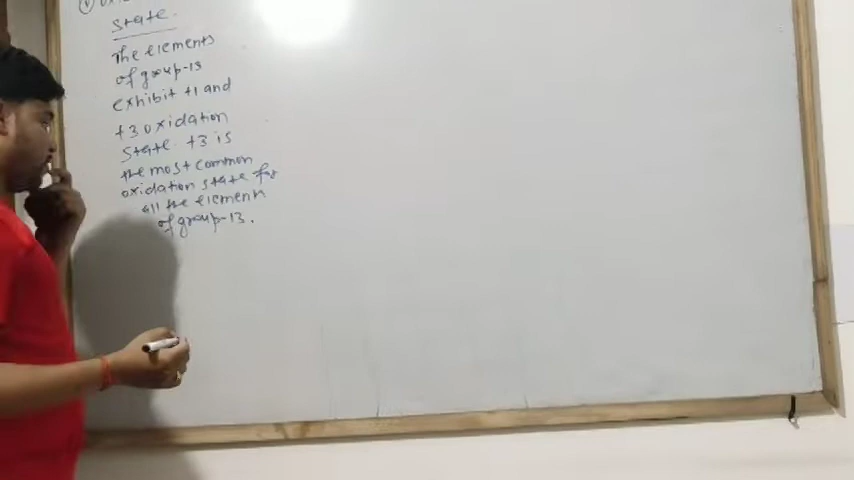 state.
The elements
of group-13
exhibit +1 and
+3 oxidation
state. +3 is
the most common
oxidation state for
all the elements
of group-13.